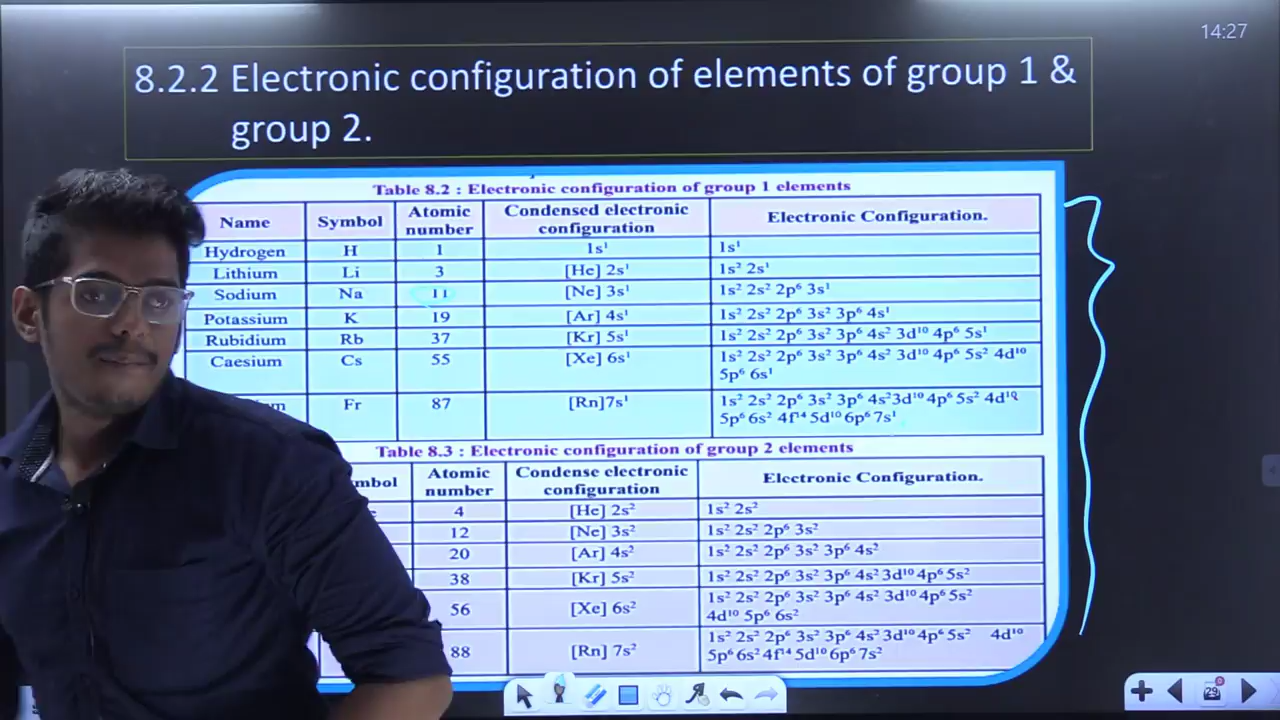 14:27
8.2.2 Electronic configuration of elements of group 1 &
group 2.
Table 8.2 : Electronic configuration of group 1 elements
Name Symbol Atomic number Condensed electronic configuration Electronic Configuration.
Hydrogen H 1 1s¹ 1s¹
Lithium Li 3 [He] 2s¹ 1s² 2s¹
Sodium Na 11 [Ne] 3s¹ 1s² 2s² 2p⁶ 3s¹
Potassium K 19 [Ar] 4s¹ 1s² 2s² 2p⁶ 3s² 3p⁶ 4s¹
Rubidium Rb 37 [Kr] 5s¹ 1s² 2s² 2p⁶ 3s² 3p⁶ 4s² 3d¹⁰ 4p⁶ 5s¹
Caesium Cs 55 [Xe] 6s¹ 1s² 2s² 2p⁶ 3s² 3p⁶ 4s² 3d¹⁰ 4p⁶ 5s² 4d¹⁰
5p⁶ 6s¹
Fr 87 [Rn]7s¹ 1s² 2s² 2p⁶ 3s² 3p⁶ 4s² 3d¹⁰ 4p⁶ 5s² 4d¹⁰
5p⁶ 6s² 4f¹⁴ 5d¹⁰ 6p⁶ 7s¹
Table 8.3 : Electronic configuration of group 2 elements
mbol Atomic number Condense electronic configuration Electronic Configuration.
4 [He] 2s² 1s² 2s²
12 [Ne] 3s² 1s² 2s² 2p⁶ 3s²
20 [Ar] 4s² 1s² 2s² 2p⁶ 3s² 3p⁶ 4s²
38 [Kr] 5s² 1s² 2s² 2p⁶ 3s² 3p⁶ 4s² 3d¹⁰ 4p⁶ 5s²
56 [Xe] 6s² 1s² 2s² 2p⁶ 3s² 3p⁶ 4s² 3d¹⁰ 4p⁶ 5s²
4d¹⁰ 5p⁶ 6s²
88 [Rn] 7s² 1s² 2s² 2p⁶ 3s² 3p⁶ 4s² 3d¹⁰ 4p⁶ 5s² 4d¹⁰
5p⁶ 6s² 4f¹⁴ 5d¹⁰ 6p⁶ 7s²
29